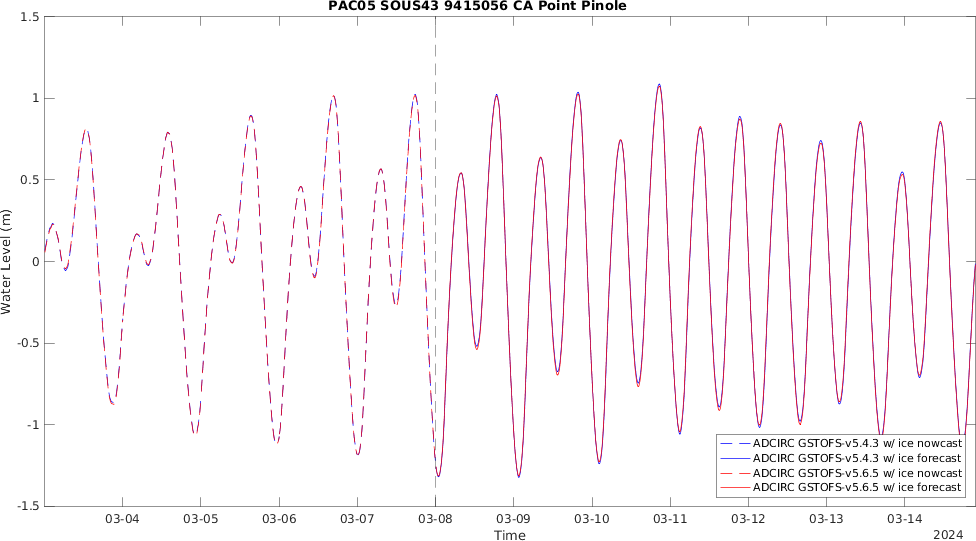 PAC05 SOUS43 9415056 CA Point Pinole
1.5
1
0.5
0
-0.5
-1
-1.5
Water Level (m)
03-04 03-05 03-06 03-07 03-08 03-09 03-10 03-11 03-12 03-13 03-14
Time
2024
ADCIRC GSTOFS-v5.4.3 w/ ice nowcast
ADCIRC GSTOFS-v5.4.3 w/ ice forecast
ADCIRC GSTOFS-v5.6.5 w/ ice nowcast
ADCIRC GSTOFS-v5.6.5 w/ ice forecast